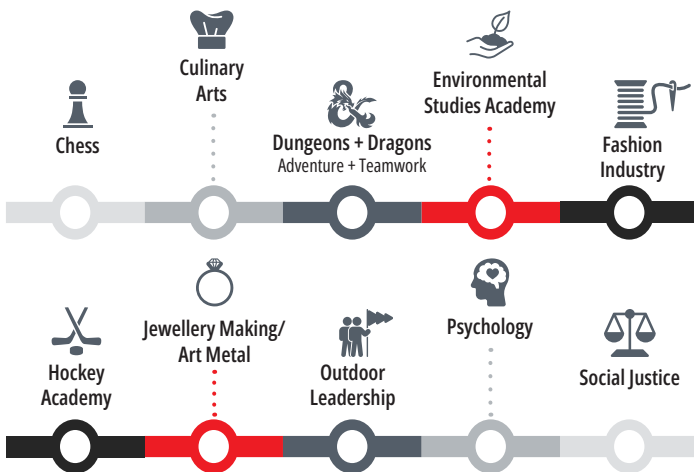 Chess
Culinary
Arts
Dungeons + Dragons
Adventure + Teamwork
Environmental
Studies Academy
Fashion
Industry
Hockey
Academy
Jewellery Making/
Art Metal
Outdoor
Leadership
Psychology
Social Justice